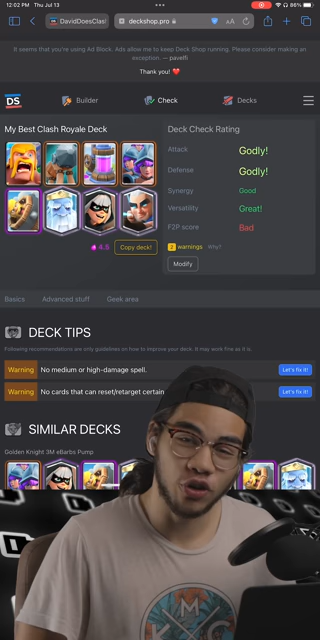 12:02 PM Thu Jul 13
86%
DavidDoesClas
deckshop.pro
AA
It seems that you're using Ad Block. Ads allow me to keep Deck Shop running. Please consider making an
exception. — pavelfi
Thank you! ❤️
DS
Builder
Check
Decks
My Best Clash Royale Deck
4.5
Copy deck!
Deck Check Rating
Attack Godly!
Defense Godly!
Synergy Good
Versatility Great!
F2P score Bad
2 warnings Why?
Modify
Basics
Advanced stuff
Geek area
DECK TIPS
Following recommendations are only guidelines on how to improve your deck. It may work fine as it is.
Warning No medium or high-damage spell. Let's fix it!
Warning No cards that can reset/retarget certain Let's fix it!
SIMILAR DECKS
Golden Knight 3M eBarbs Pump